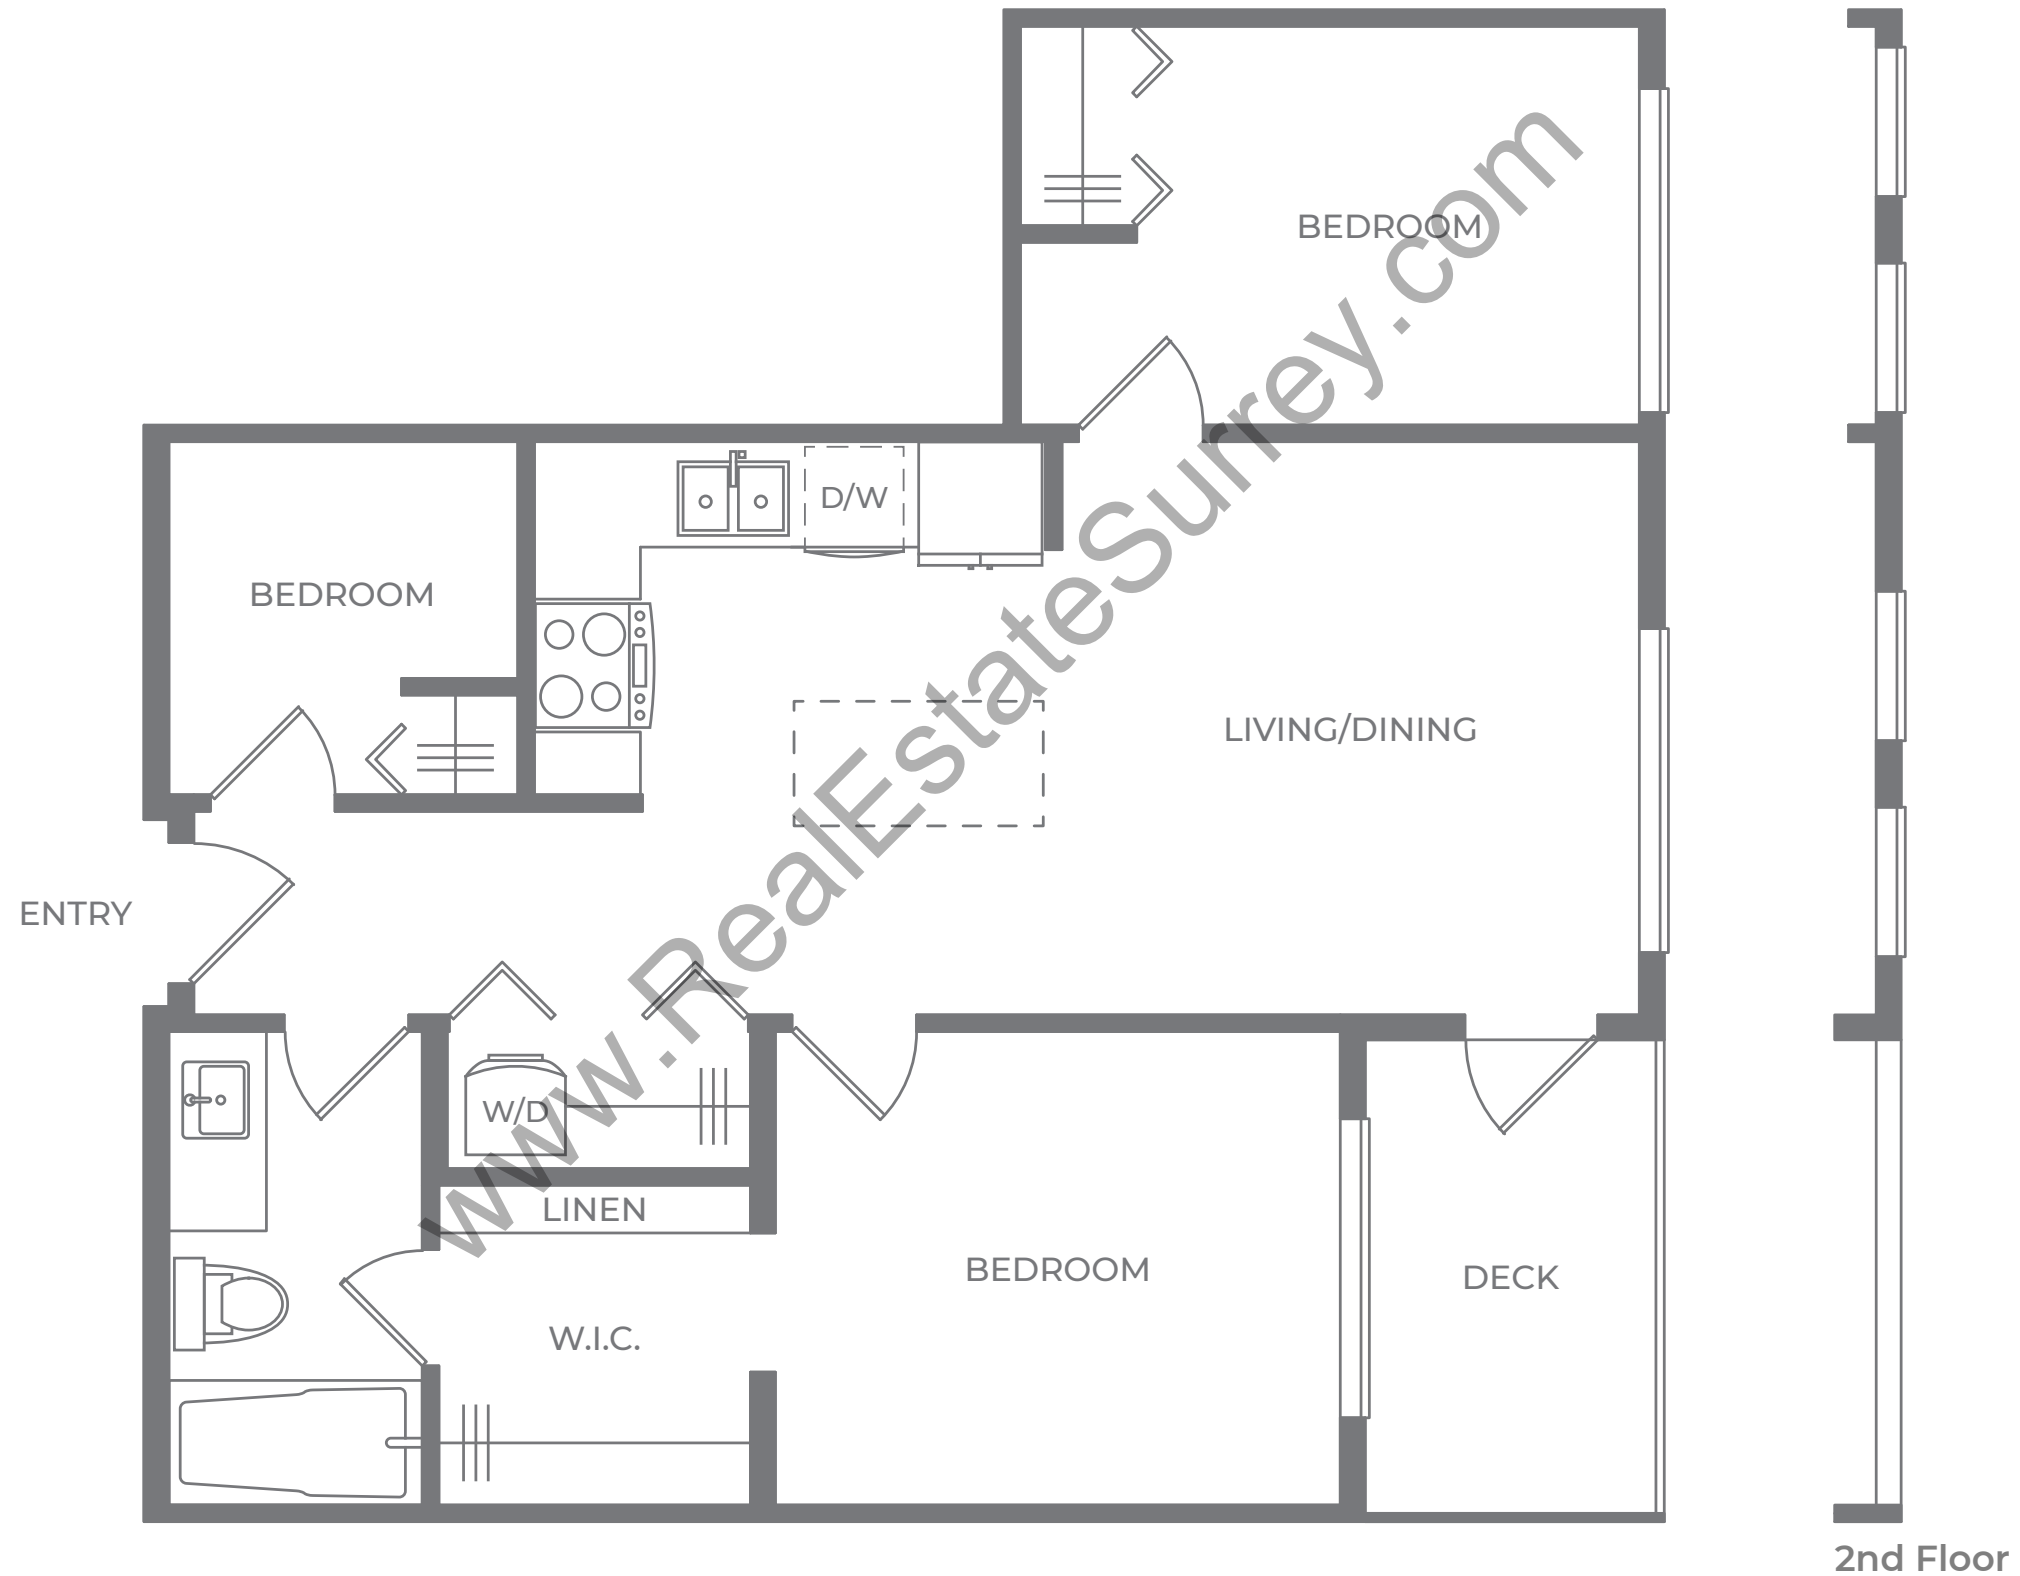 BEDROOM
D/W
BEDROOM
LIVING/DINING
ENTRY
W/D
LINEN
BEDROOM
DECK
W.I.C.
www.RealEstateSurrey.com
2nd Floor